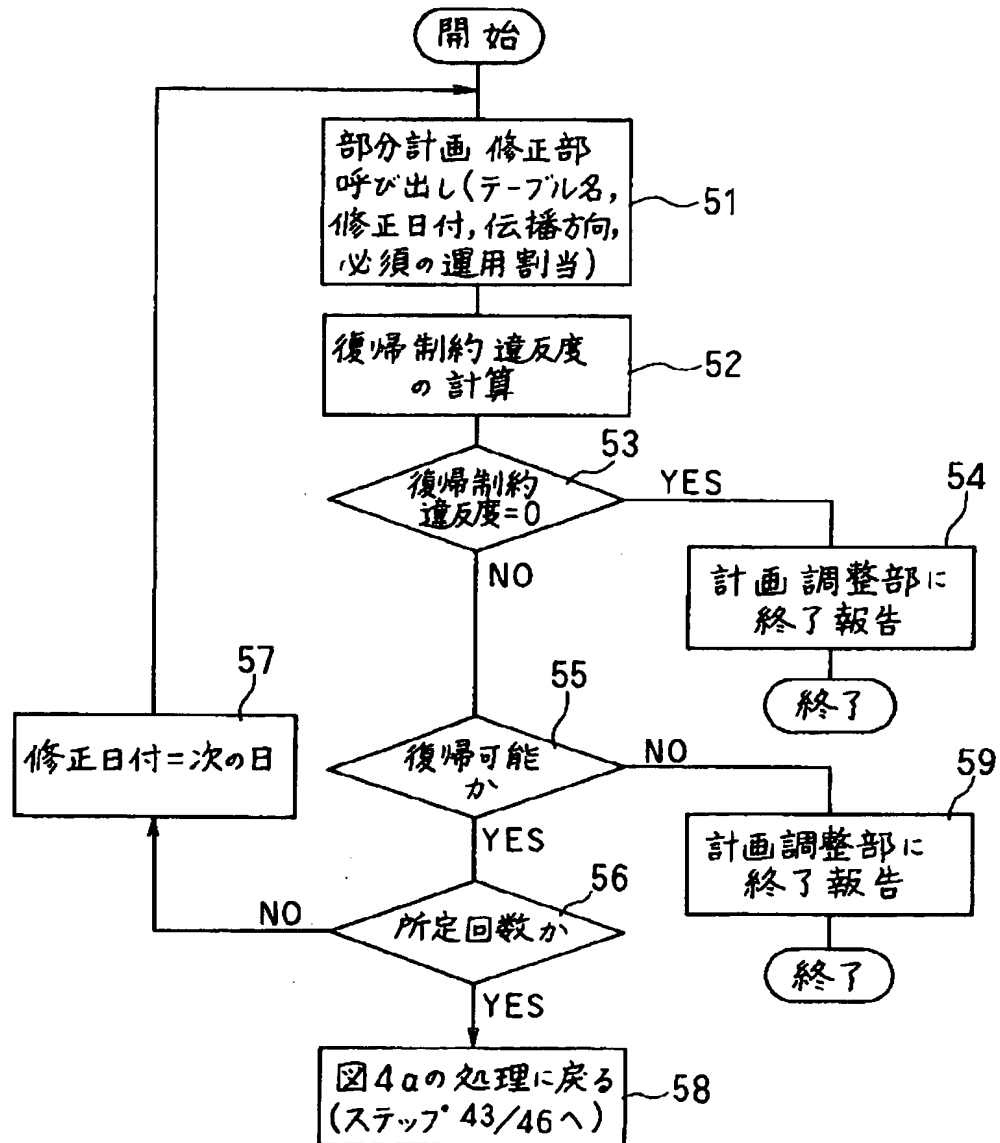 開始
部分計画 修正部
呼び出し(テーブル名,
修正日付,伝播方向,
必須の運用割当)
51
復帰制約違反度
の計算
52
53
復帰制約
違反度=0
YES
54
NO
計画調整部に
終了報告
終了
57
修正日付=次の日
55
復帰可能
か
NO
59
YES
計画調整部に
終了報告
終了
56
所定回数か
NO
YES
図4aの処理に戻る
(ステップ43/46へ)
58